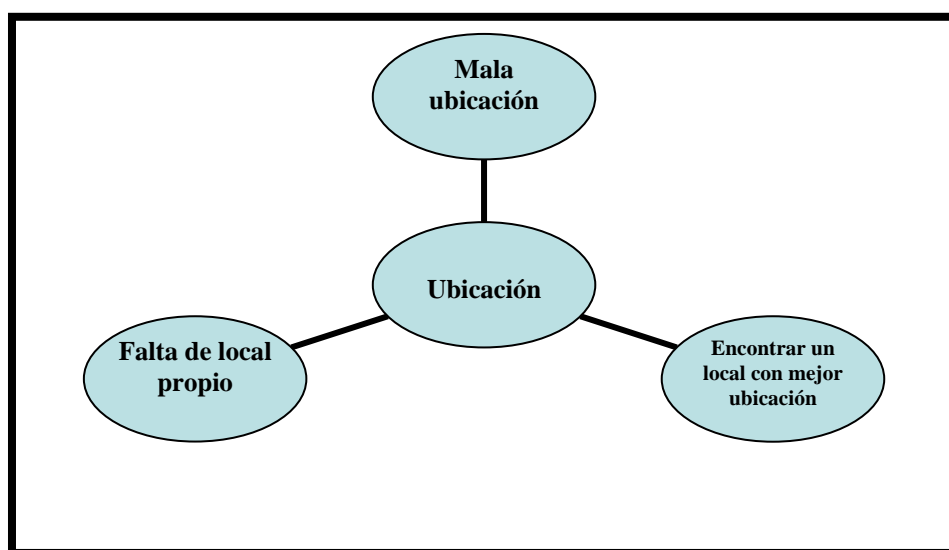 Mala
ubicación
Ubicación
Falta de local
propio
Encontrar un
local con mejor
ubicación